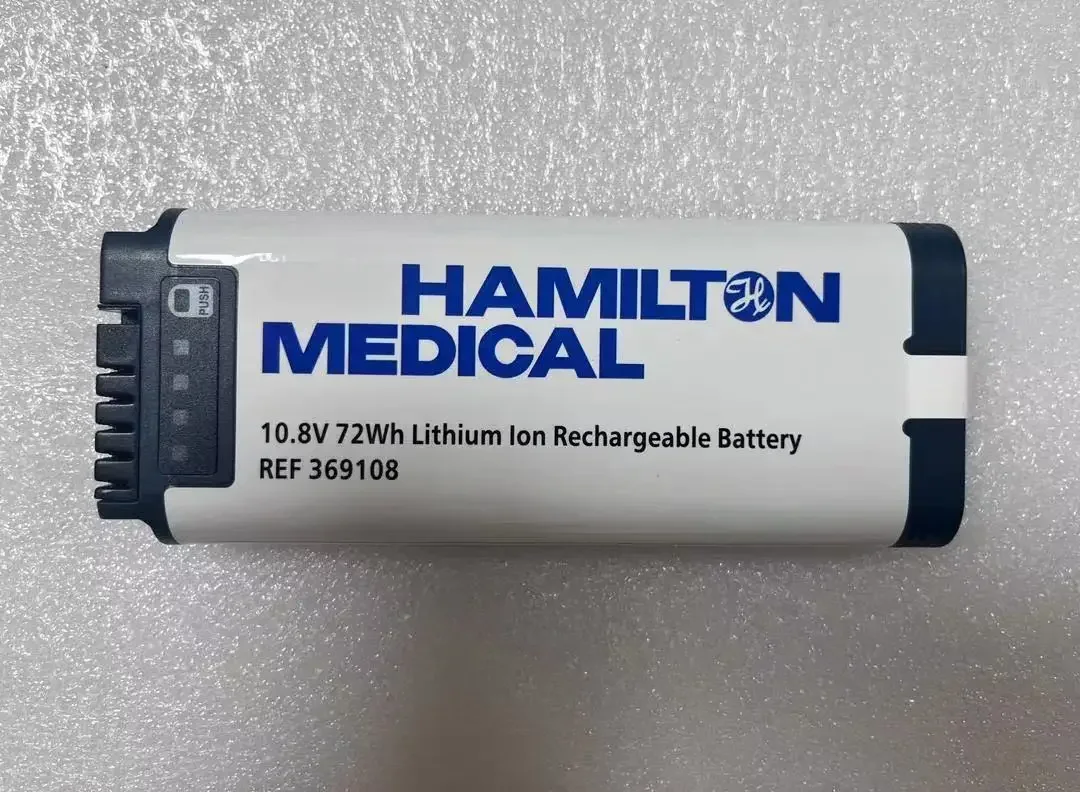 HAMILTON
MEDICAL
10.8V 72Wh Lithium Ion Rechargeable Battery
REF 369108
PUSH